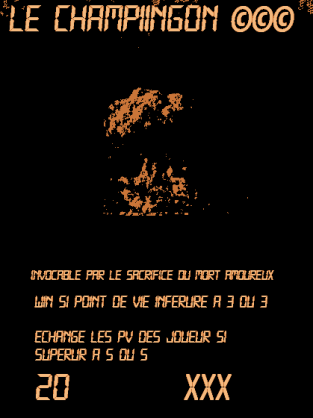 LE CHAMPIINGON ©©©
INVOCABLE PAR LE SACRIFICE DU MORT AMOUREUX
WIN SI POINT DE VIE INFERURE A 3 OU 3
ECHANGE LES PV DES JOUEUR SI
SUPERUR A 5 OU 5
20 XXX